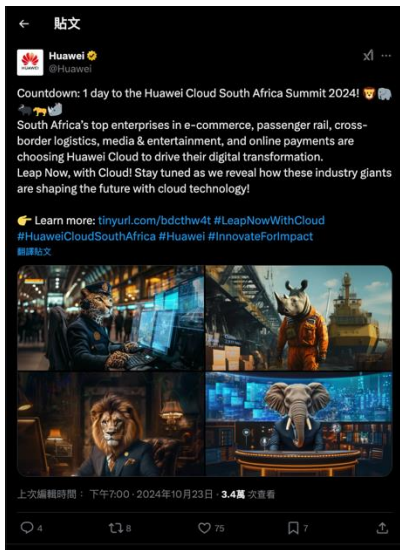 貼文
Huawei
@Huawei
HUAWEI
Countdown: 1 day to the Huawei Cloud South Africa Summit 2024! 🦁🐘
🐃🐆🦏
South Africa's top enterprises in e-commerce, passenger rail, cross-
border logistics, media & entertainment, and online payments are
choosing Huawei Cloud to drive their digital transformation.
Leap Now, with Cloud! Stay tuned as we reveal how these industry giants
are shaping the future with cloud technology!
👉 Learn more: tinyurl.com/bdcthw4t #LeapNowWithCloud
#HuaweiCloudSouthAfrica #Huawei #InnovateForImpact
翻譯貼文
上次編輯時間： 下午7:00 · 2024年10月23日 · 3.4萬 次查看
4
8
75
7